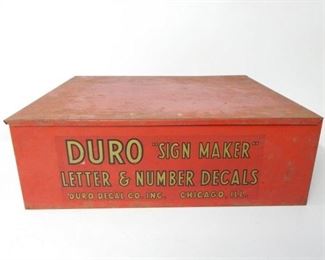 DURO "SIGN MAKER"
LETTER & NUMBER DECALS
DURO DECAL CO. INC. CHICAGO, ILL.